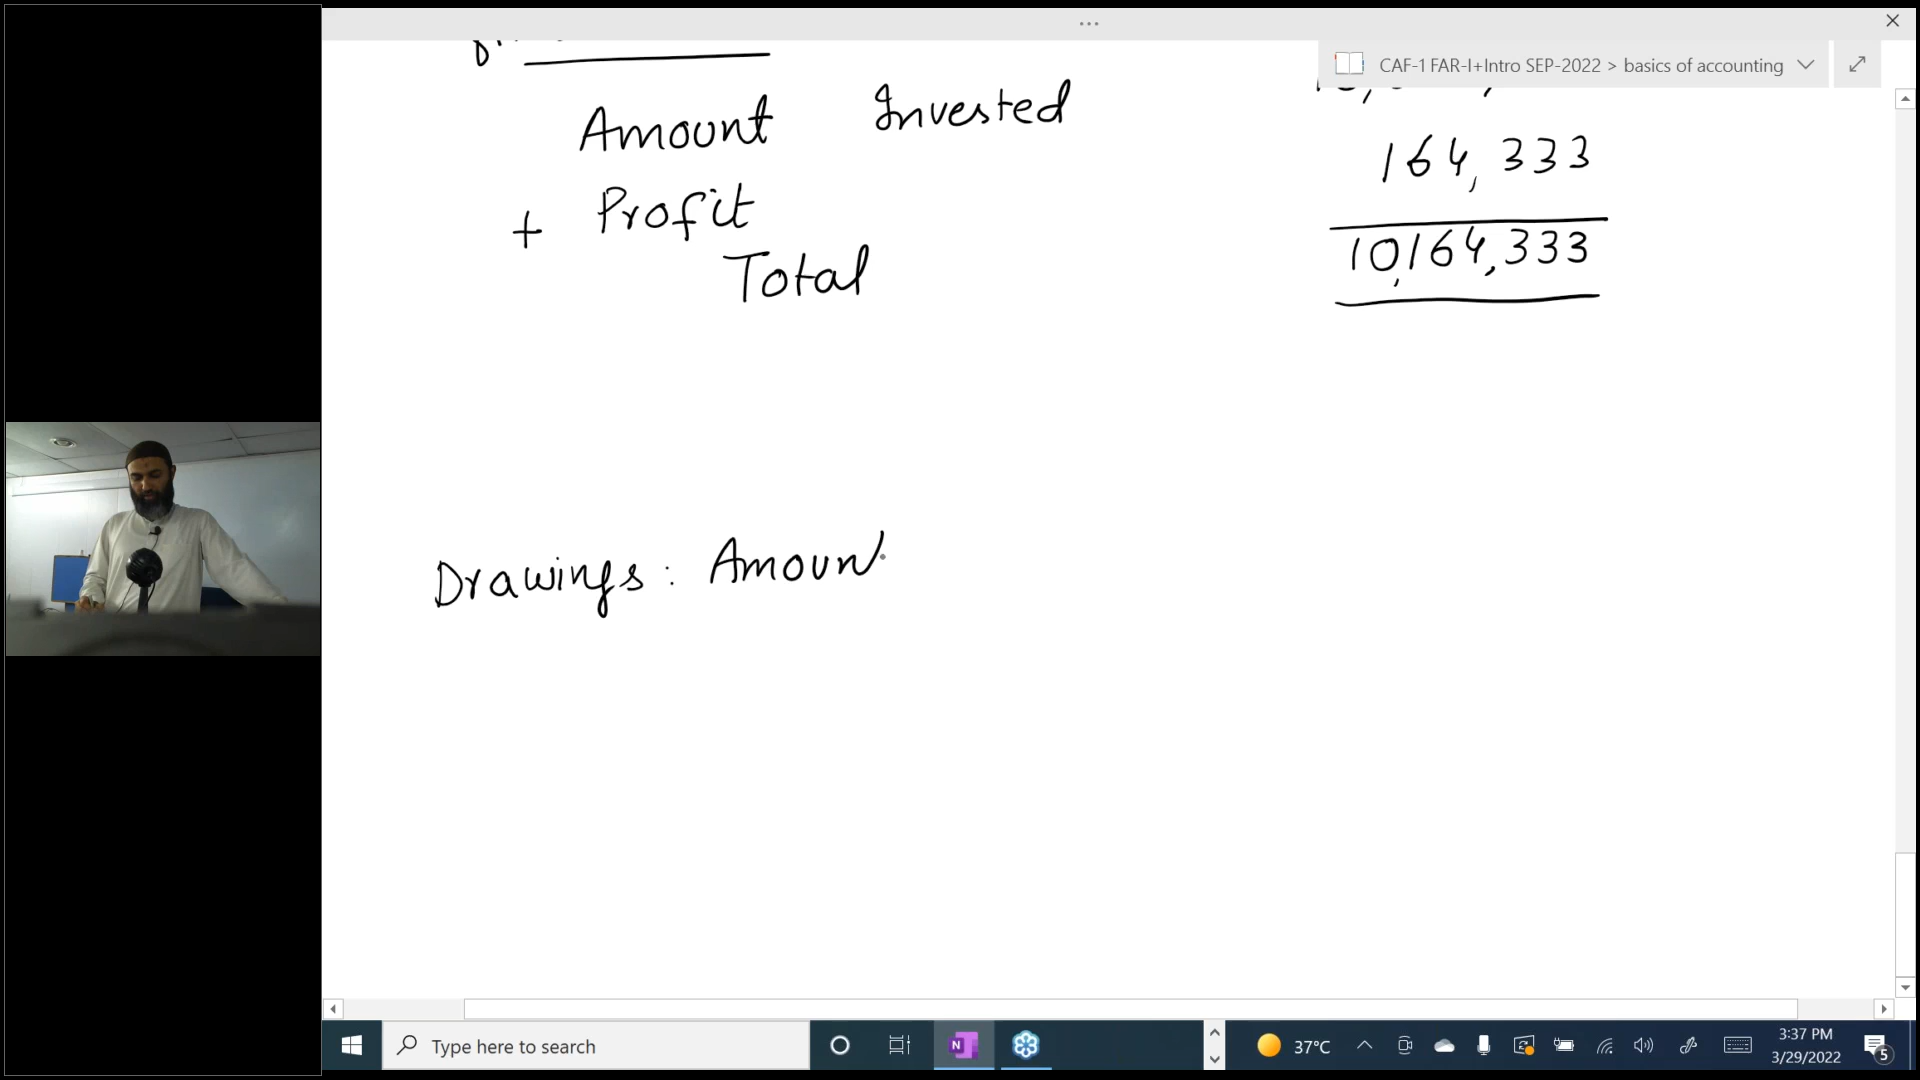 CAF-1 FAR-I+Intro SEP-2022 > basics of accounting
Amount Invested
+ Profit 164,333
Total 10,164,333
Drawings: Amoun
Type here to search
N
37°C
3:37 PM
3/29/2022
5